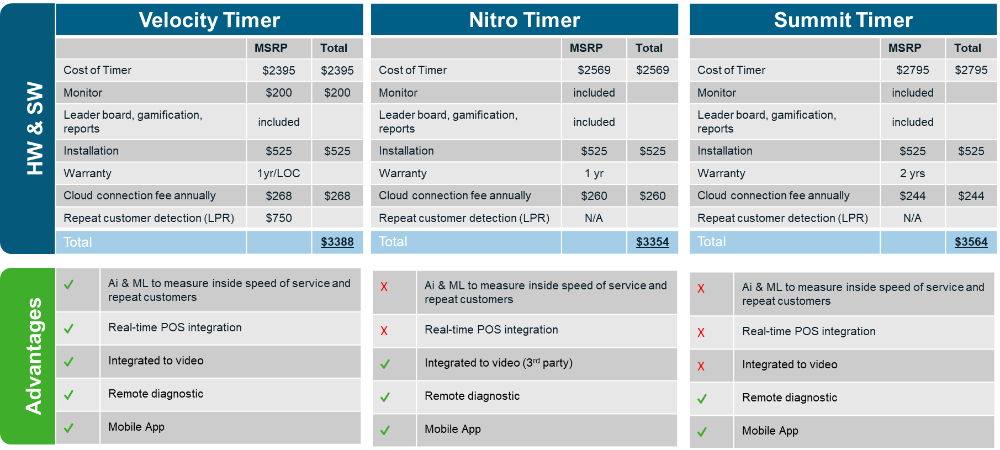 HW & SW
Velocity Timer
MSRP Total
Cost of Timer $2395 $2395
Monitor $200 $200
Leader board, gamification,
reports
included
Installation $525 $525
Warranty 1yr/LOC
Cloud connection fee annually $268 $268
Repeat customer detection (LPR) $750
Total $3388
Nitro Timer
MSRP Total
Cost of Timer $2569 $2569
Monitor included
Leader board, gamification,
reports
included
Installation $525 $525
Warranty 1 yr
Cloud connection fee annually $260 $260
Repeat customer detection (LPR) N/A
Total $3354
Summit Timer
MSRP Total
Cost of Timer $2795 $2795
Monitor included
Leader board, gamification,
reports
included
Installation $525 $525
Warranty 2 yrs
Cloud connection fee annually $244 $244
Repeat customer detection (LPR) N/A
Total $3564
Advantages
✓ Ai & ML to measure inside speed of service and
repeat customers
✓ Real-time POS integration
✓ Integrated to video
✓ Remote diagnostic
✓ Mobile App
X Ai & ML to measure inside speed of service and
repeat customers
X Real-time POS integration
✓ Integrated to video (3rd party)
✓ Remote diagnostic
✓ Mobile App
X Ai & ML to measure inside speed of service and
repeat customers
X Real-time POS integration
X Integrated to video
✓ Remote diagnostic
✓ Mobile App